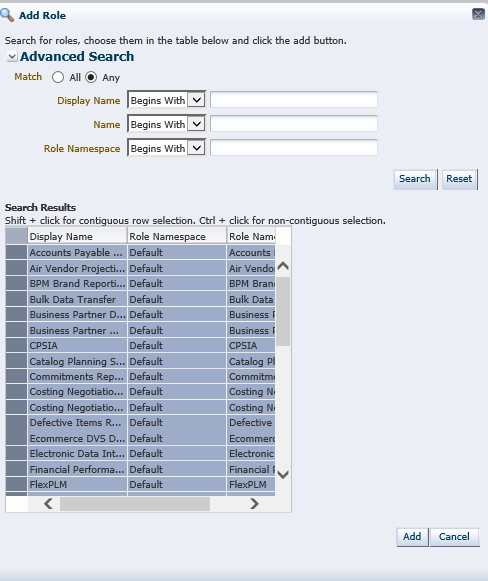 Add Role
Search for roles, choose them in the table below and click the add button.
Advanced Search
Match All Any
Display Name Begins With
Name Begins With
Role Namespace Begins With
Search Reset
Search Results
Shift + click for contiguous row selection. Ctrl + click for non-contiguous selection.
Display Name Role Namespace Role Nam
Accounts Payable ... Default Accounts
Air Vendor Projecti... Default Air Vendo
BPM Brand Reporti... Default BPM Bran
Bulk Data Transfer Default Bulk Data
Business Partner D... Default Business P
Business Partner ... Default Business P
CPSIA Default CPSIA
Catalog Planning S... Default Catalog Pl
Commitments Rep... Default Commitme
Costing Negotiatio... Default Costing Ne
Costing Negotiatio... Default Costing Ne
Defective Items R... Default Defective
Ecommerce DVS D... Default Ecommerc
Electronic Data Int... Default Electronic
Financial Performa... Default Financial P
FlexPLM Default FlexPLM
Add Cancel